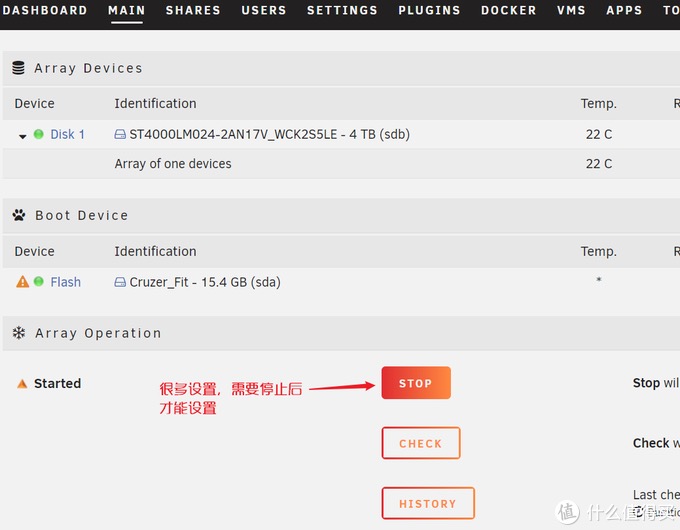 DASHBOARD MAIN SHARES USERS SETTINGS PLUGINS DOCKER VMS APPS TO
Array Devices
Device Identification Temp. R
Disk 1 ST4000LM024-2AN17V_WCK2S5LE - 4 TB (sdb) 22 C
Array of one devices 22 C
Boot Device
Device Identification Temp. R
Flash Cruzer_Fit - 15.4 GB (sda) *
Array Operation
Started
很多设置，需要停止后
才能设置
STOP
Stop wil
CHECK
Check w
HISTORY
Last che
值 什么值得买